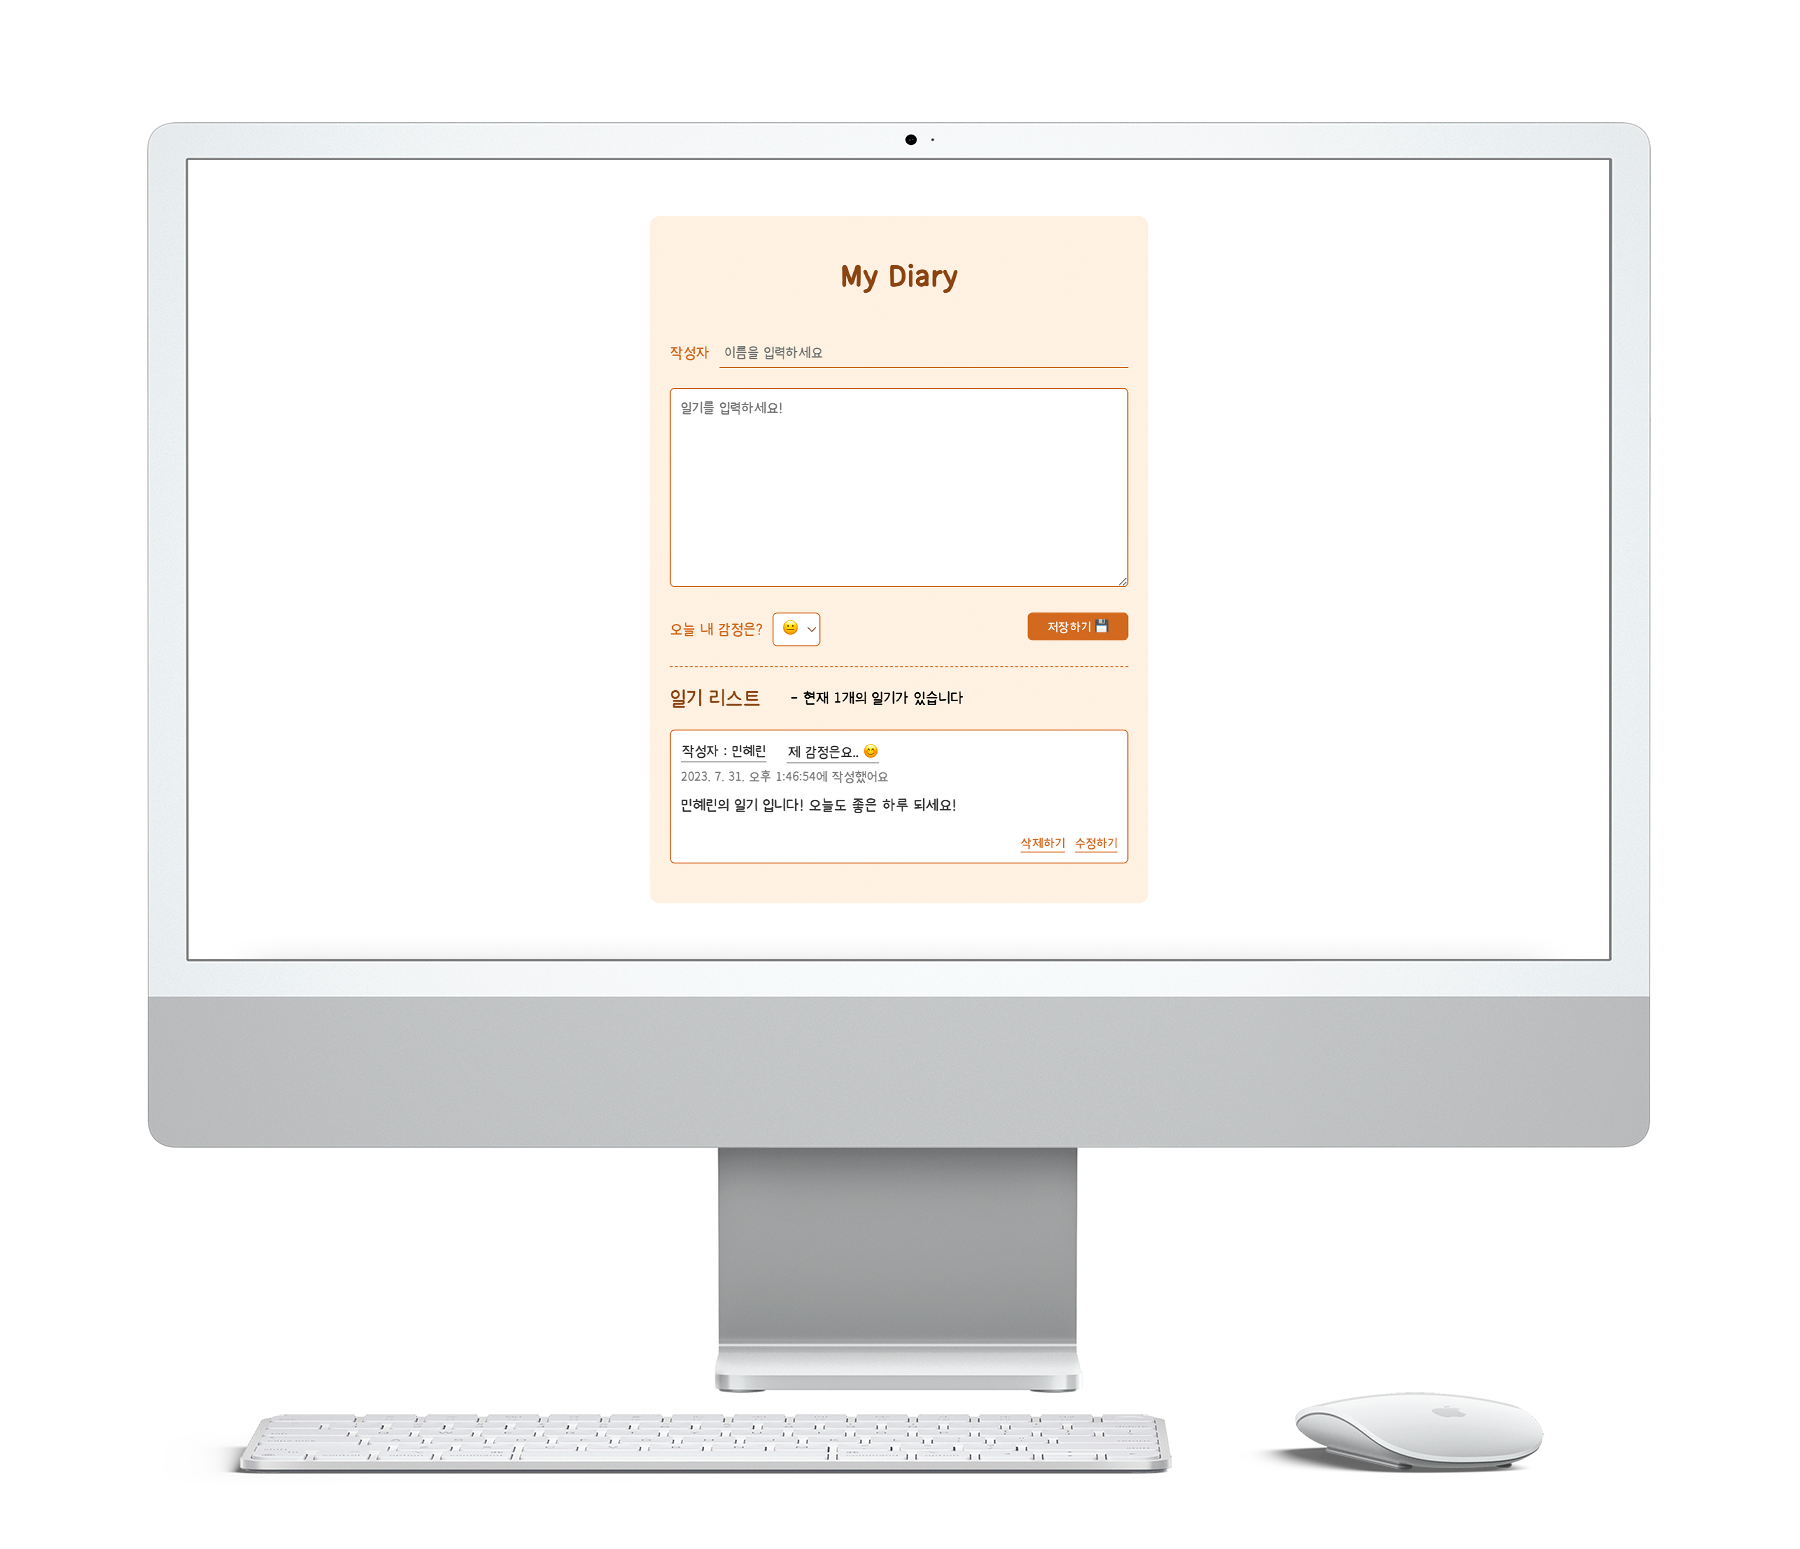 My Diary
작성자 이름을 입력하세요
일기를 입력하세요!
오늘 내 감정은? 😐 저장하기 💾
일기 리스트 - 현재 1개의 일기가 있습니다
작성자 : 민혜린 제 감정은요.. 😊
2023. 7. 31. 오후 1:46:54에 작성했어요
민혜린의 일기 입니다! 오늘도 좋은 하루 되세요!
삭제하기 수정하기